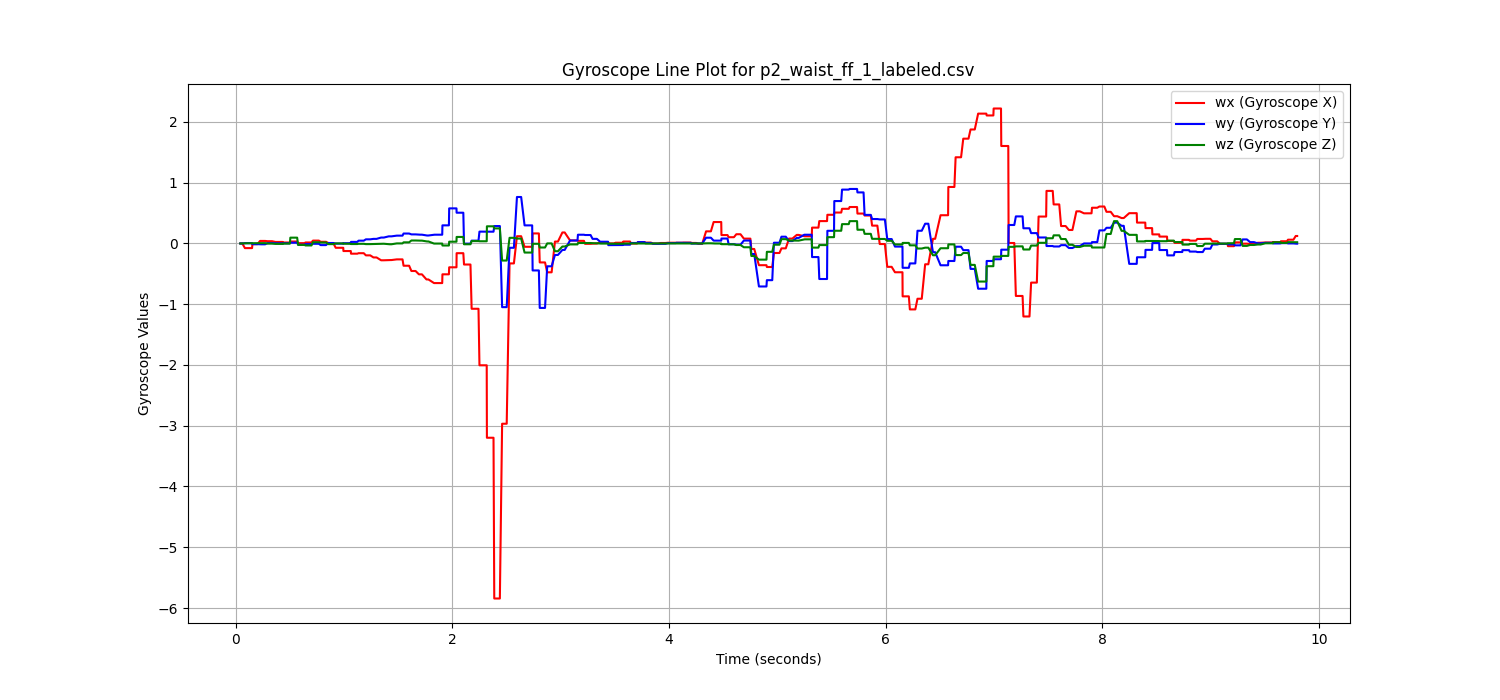 Gyroscope Line Plot for p2_waist_ff_1_labeled.csv
wx (Gyroscope X)
wy (Gyroscope Y)
wz (Gyroscope Z)
Gyroscope Values
2
1
0
−1
−2
−3
−4
−5
−6
0 2 4 6 8 10
Time (seconds)